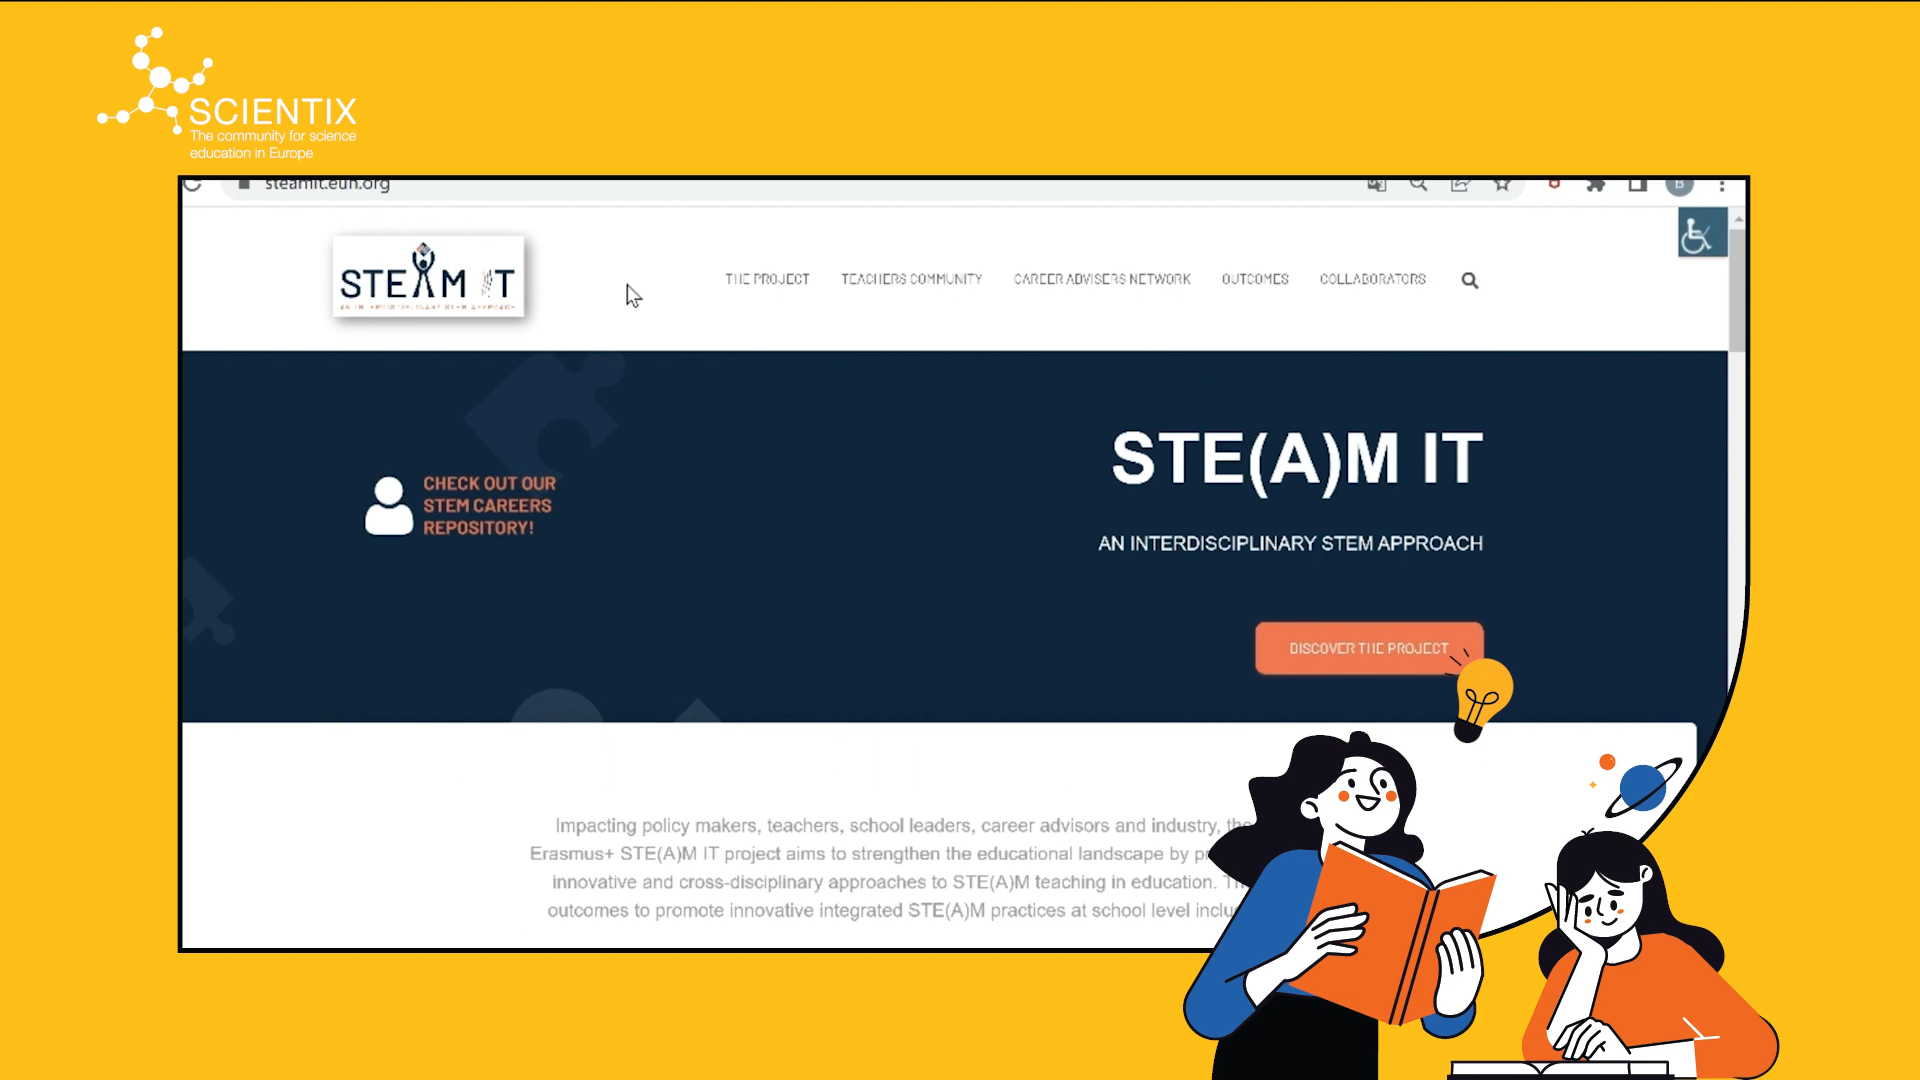 SCIENTIX
The community for science
education in Europe
steamit.eun.org
B
STEAM IT
AN INTERDISCIPLINARY STEM APPROACH
THE PROJECT
TEACHERS COMMUNITY
CAREER ADVISERS NETWORK
OUTCOMES
COLLABORATORS
CHECK OUT OUR
STEM CAREERS
REPOSITORY!
STE(A)M IT
AN INTERDISCIPLINARY STEM APPROACH
DISCOVER THE PROJECT
Impacting policy makers, teachers, school leaders, career advisors and industry, the
Erasmus+ STE(A)M IT project aims to strengthen the educational landscape by
innovative and cross-disciplinary approaches to STE(A)M teaching in education.
outcomes to promote innovative integrated STE(A)M practices at school level